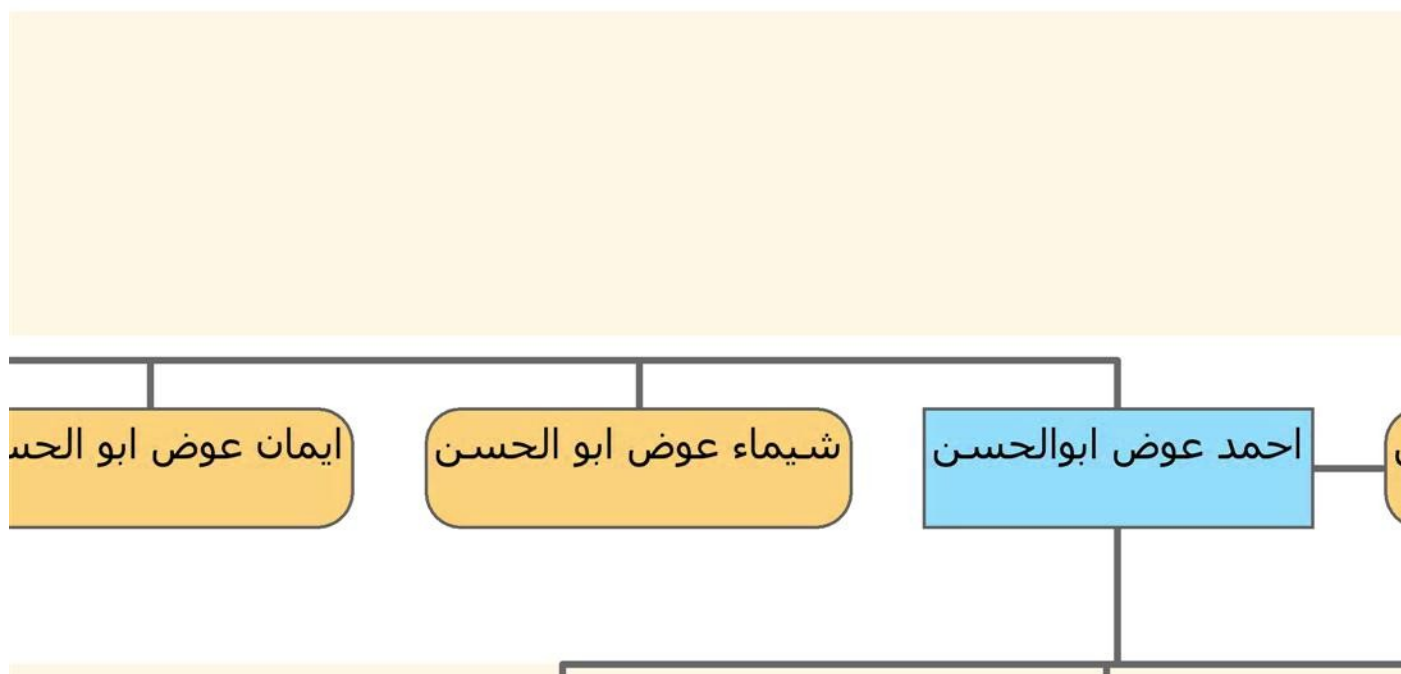 احمد عوض ابوالحسن
شيماء عوض ابو الحسن
ايمان عوض ابو